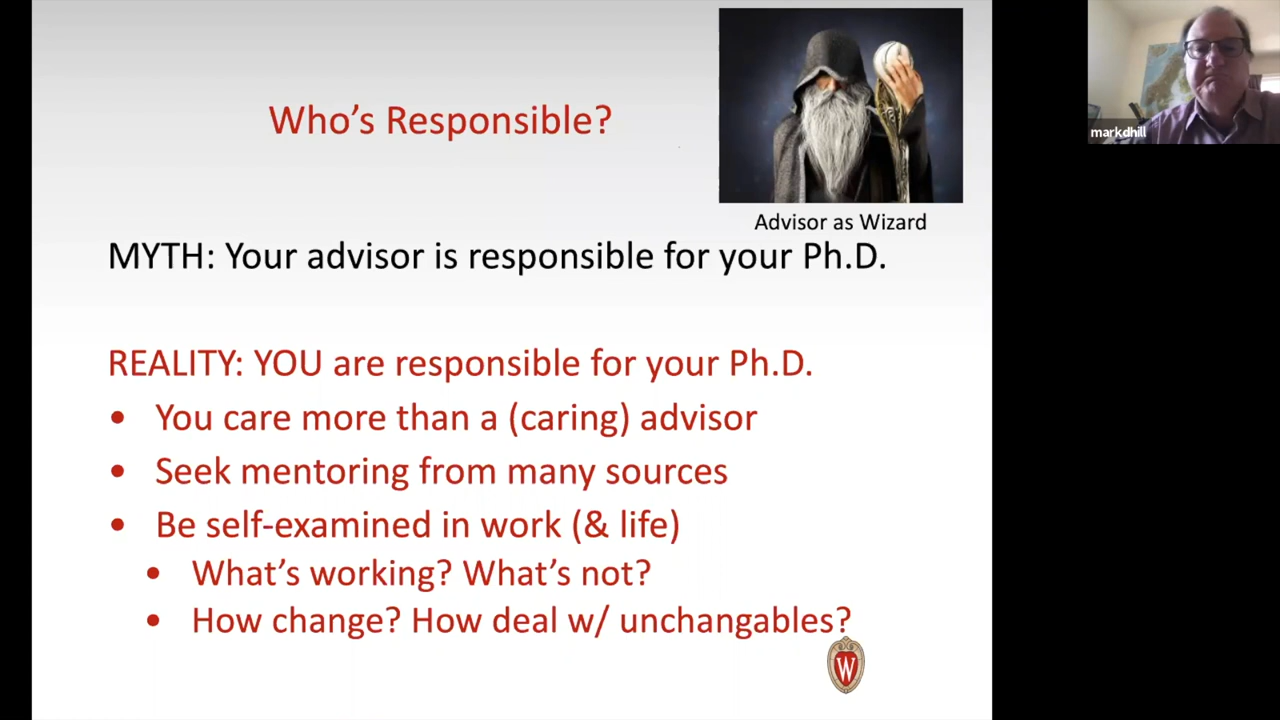 Who's Responsible?
Advisor as Wizard
MYTH: Your advisor is responsible for your Ph.D.
REALITY: YOU are responsible for your Ph.D.
• You care more than a (caring) advisor
• Seek mentoring from many sources
• Be self-examined in work (& life)
• What's working? What's not?
• How change? How deal w/ unchangables?
W
markdhill